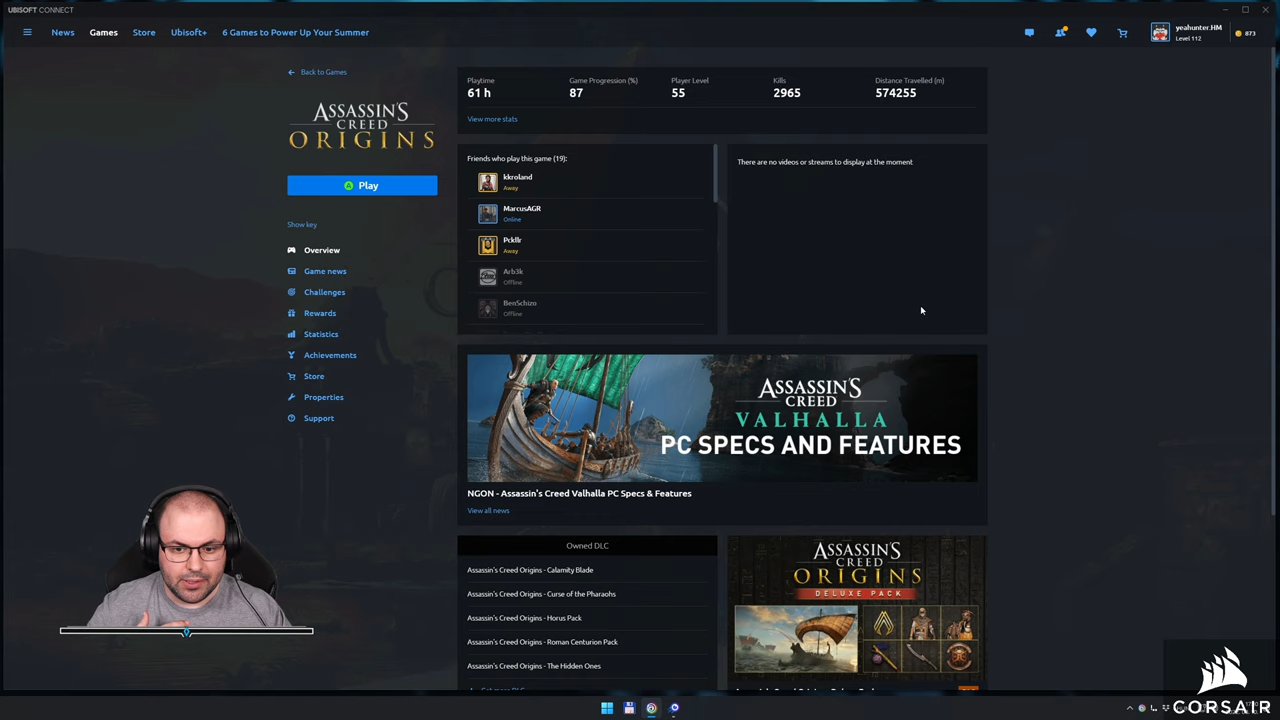 UBISOFT CONNECT
News
Games
Store
Ubisoft+
6 Games to Power Up Your Summer
yeahunter.HM
Level 112
873
Back to Games
ASSASSIN'S
CREED
ORIGINS
Play
Show key
Overview
Game news
Challenges
Rewards
Statistics
Achievements
Store
Properties
Support
Playtime
61 h
Game Progression (%)
87
Player Level
55
Kills
2965
Distance Travelled (m)
574255
View more stats
Friends who play this game (19):
kkroland
Away
MarcusAGR
Online
Pckllr
Away
Arb3k
Offline
BenSchizo
Offline
There are no videos or streams to display at the moment
ASSASSIN'S
CREED
VALHALLA
PC SPECS AND FEATURES
NGON - Assassin's Creed Valhalla PC Specs & Features
View all news
Owned DLC
Assassin's Creed Origins - Calamity Blade
Assassin's Creed Origins - Curse of the Pharaohs
Assassin's Creed Origins - Horus Pack
Assassin's Creed Origins - Roman Centurion Pack
Assassin's Creed Origins - The Hidden Ones
ASSASSIN'S
CREED
ORIGINS
DELUXE PACK
CORSAIR